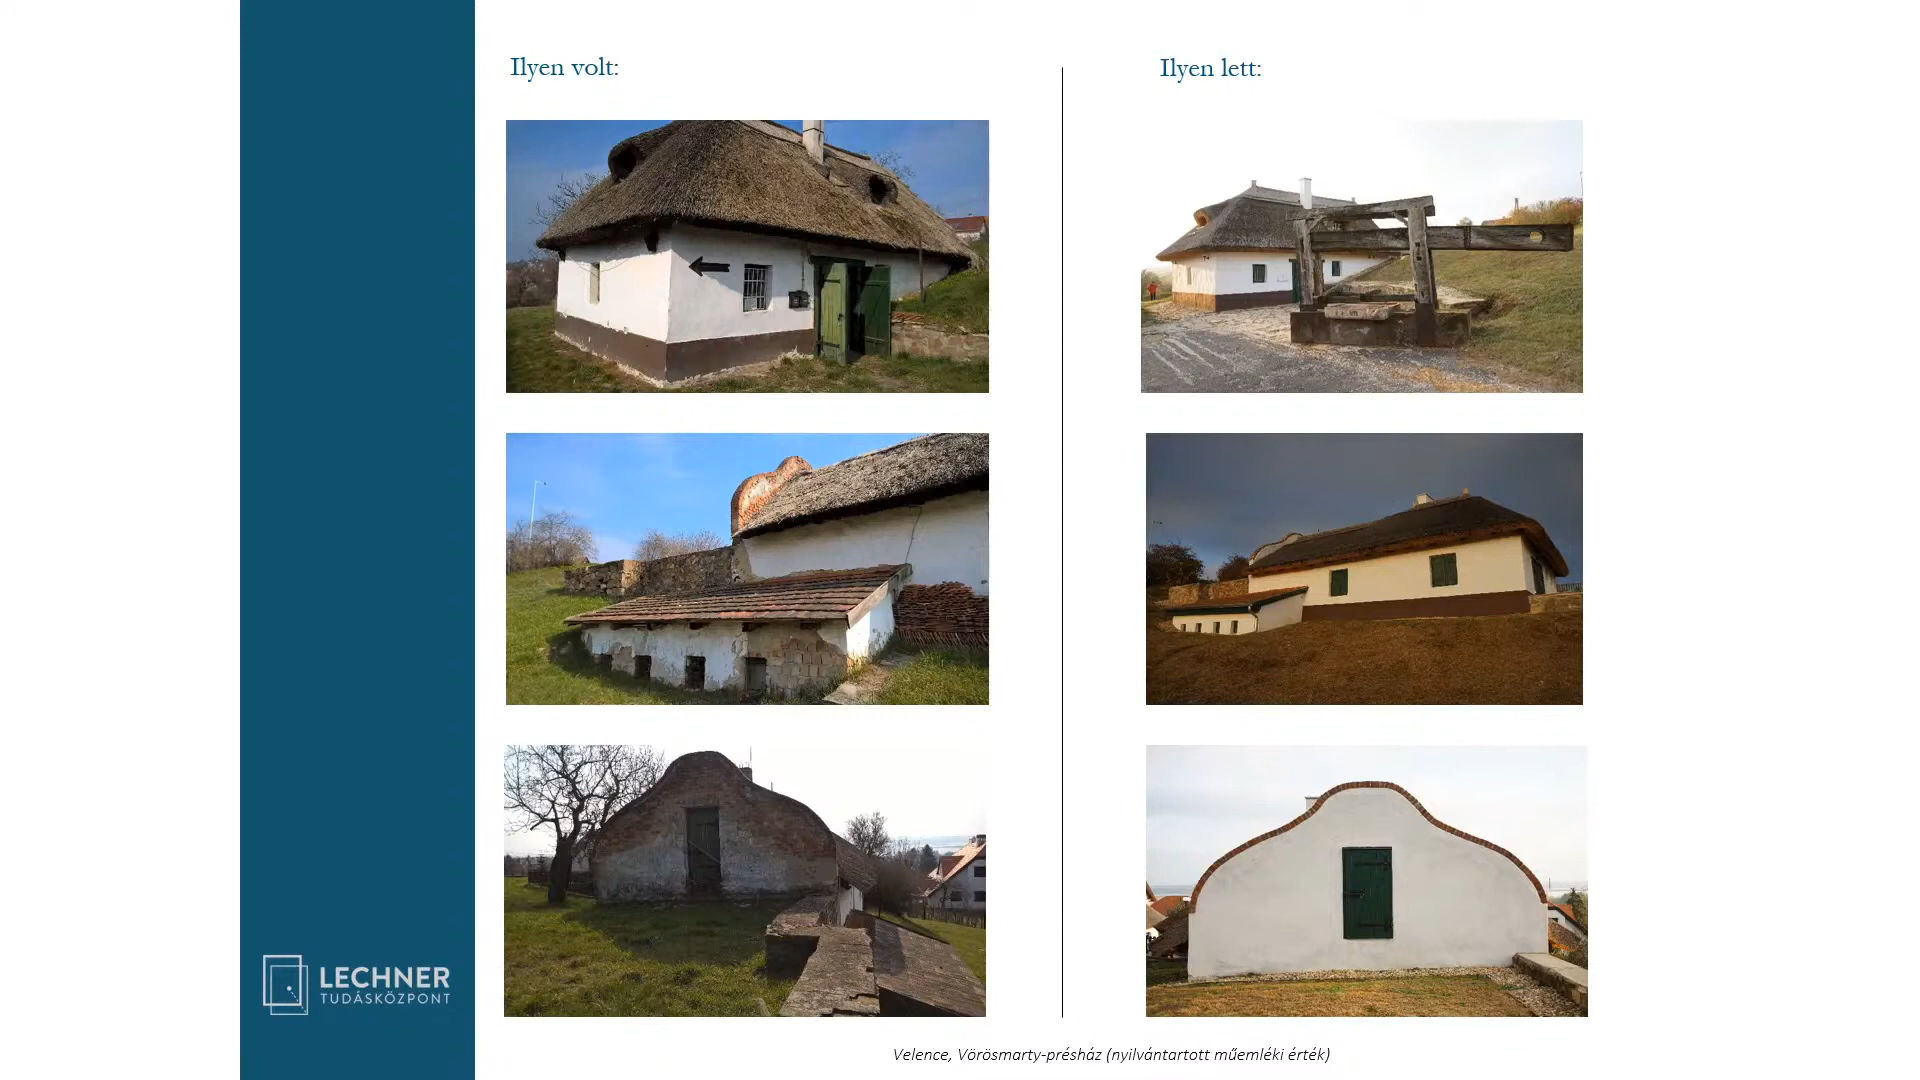 Ilyen volt:
Ilyen lett:
LECHNER
TUDÁSKÖZPONT
Velence, Vörösmarty-présház (nyilvántartott műemléki érték)